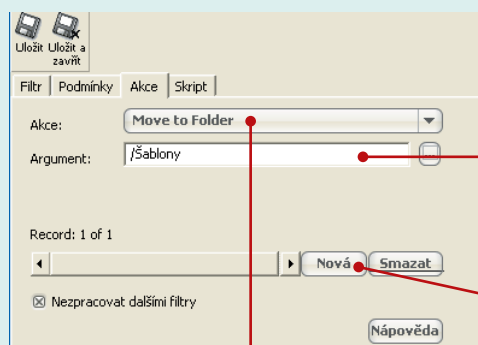 Uložit Uložit a
zavřít
Filtr Podmínky Akce Skript
Akce: Move to Folder
Argument: /Šablony ...
Record: 1 of 1
Nová Smazat
Nezpracovat dalšími filtry
Nápověda